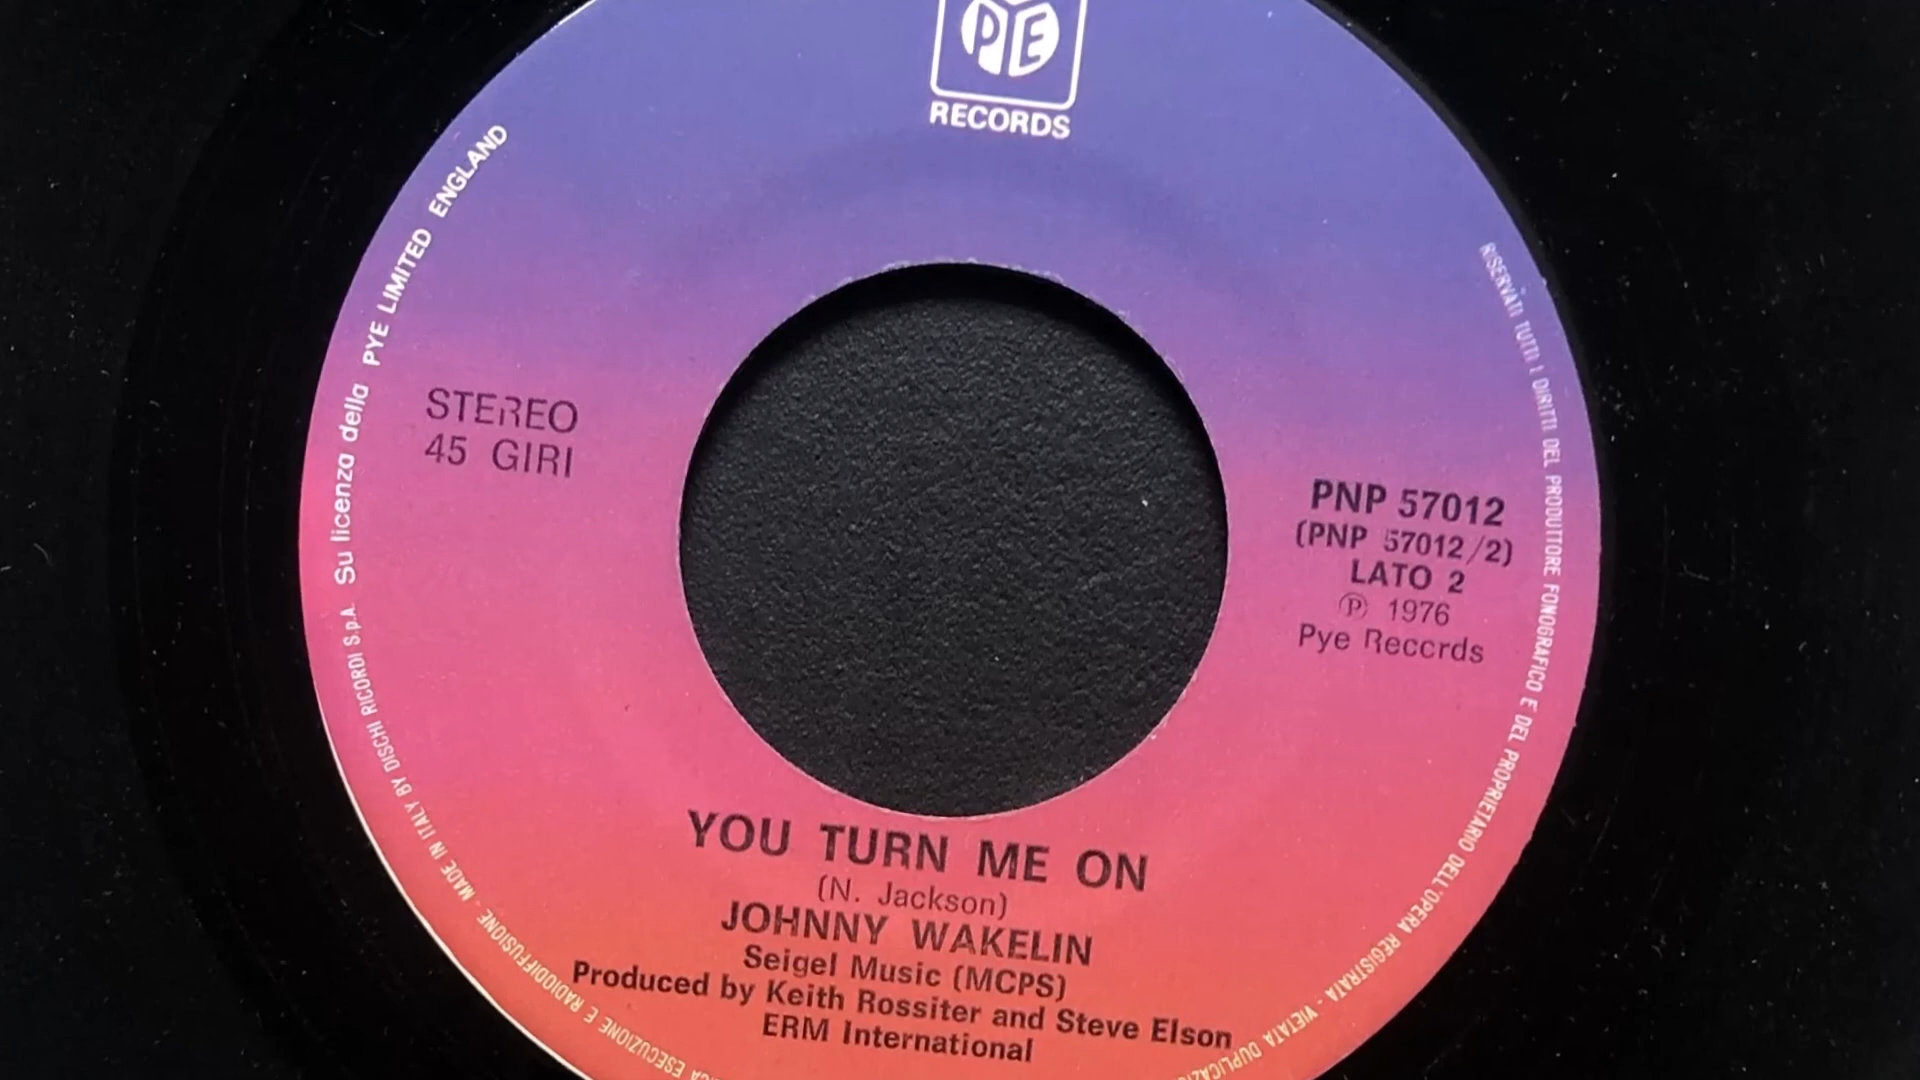 PYE
RECORDS
STEREO
45 GIRI
PNP 57012
(PNP 57012/2)
LATO 2
℗ 1976
Pye Records
YOU TURN ME ON
(N. Jackson)
JOHNNY WAKELIN
Seigel Music (MCPS)
Produced by Keith Rossiter and Steve Elson
ERM International
MADE IN ITALY BY DISCHI RICORDI S.p.A. Su licenza della PYE LIMITED ENGLAND
RISERVATI TUTTI I DIRITTI DEL PRODUTTORE FONOGRAFICO E DEL PROPRIETARIO DELL'OPERA REGISTRATA - VIETATA
ESECUZIONE E RADIODIFFUSIONE -